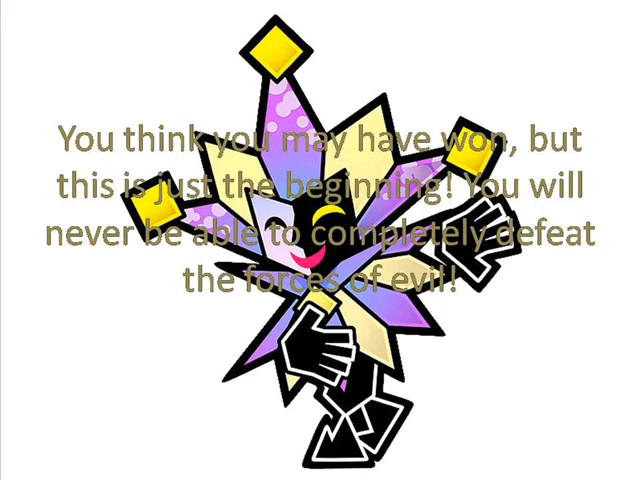 You think you may have won, but
this is just the beginning! You will
never be able to completely defeat
the forces of evil!